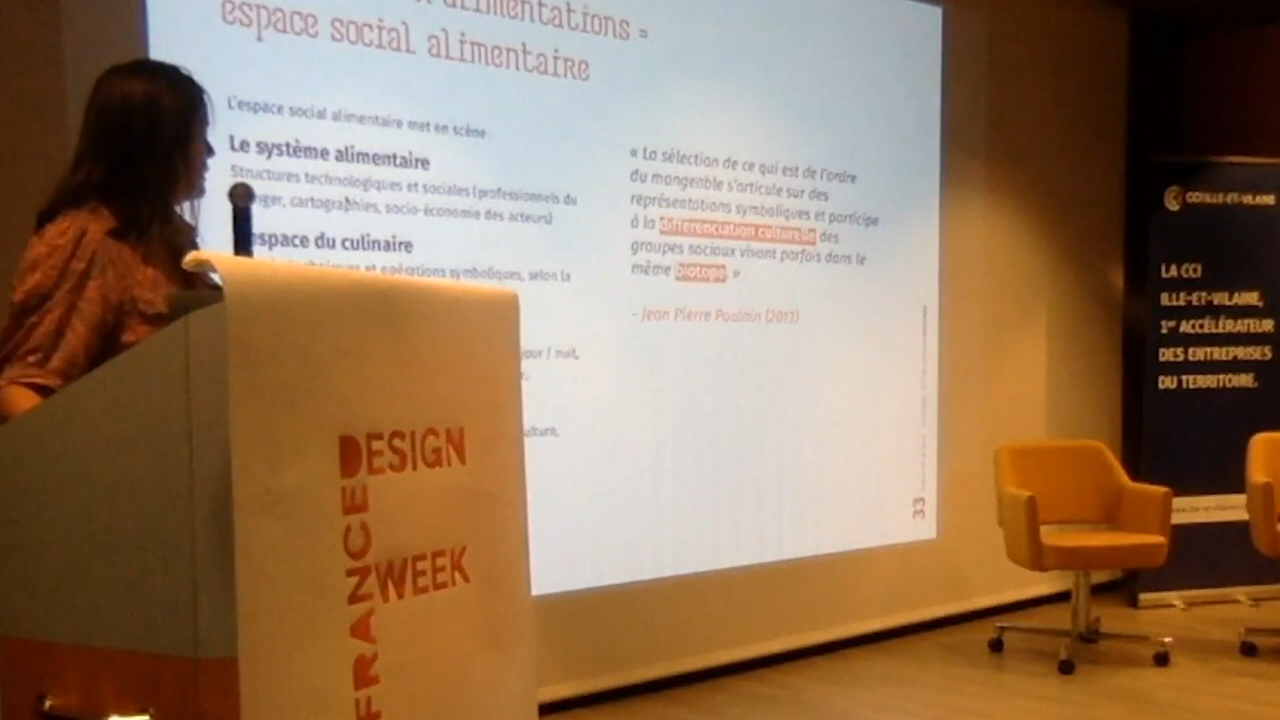 alimentations =
espace social alimentaire
L'espace social alimentaire met en scène
Le système alimentaire
Structures technologiques et sociales (professionnels du
cartographies, socio-économie des acteurs)
space du culinaire
et opérations symboliques, selon la
jour / nuit,
« La sélection de ce qui est de l'ordre
du mangeable s'articule sur des
représentations symboliques et participe
à la différenciation culturelle des
groupes sociaux vivant parfois dans le
même biotope. »
- Jean Pierre Poulain (2013)
33
FRANCE
DESIGN
WEEK
CCI ILLE-ET-VILAINE
LA CCI
ILLE-ET-VILAINE,
1er ACCÉLÉRATEUR
DES ENTREPRISES
DU TERRITOIRE.